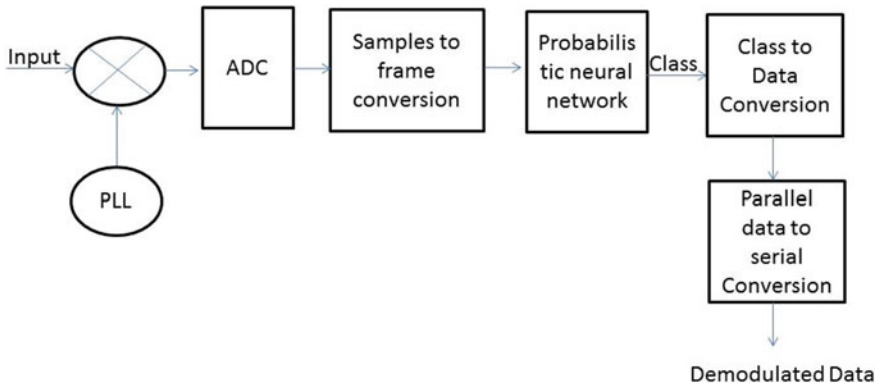 Input
ADC
Samples to
frame
conversion
Probabilis
tic neural
network
Class
Class to
Data
Conversion
PLL
Parallel
data to
serial
Conversion
Demodulated Data